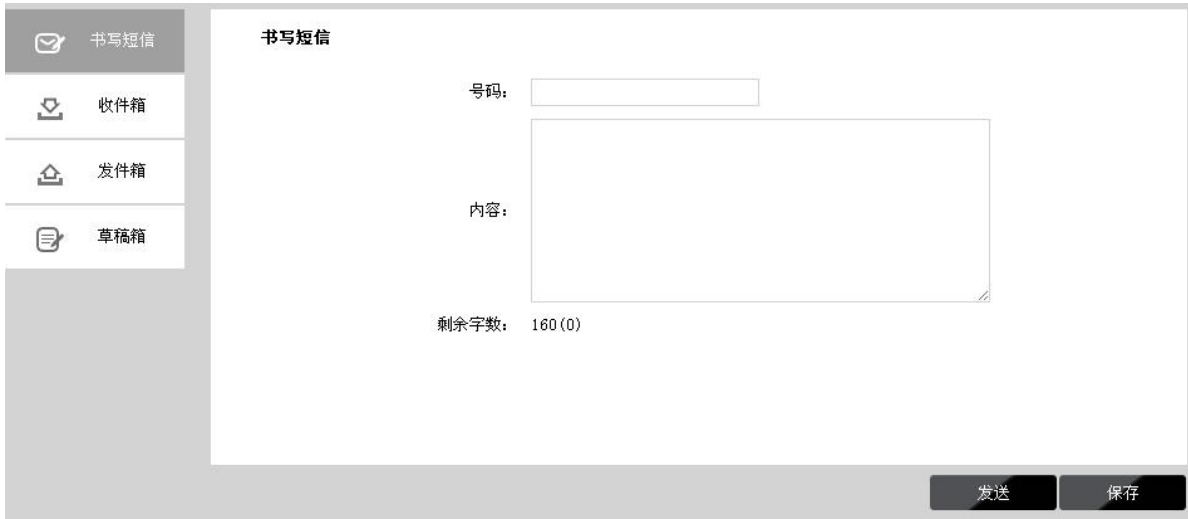 书写短信
收件箱
发件箱
草稿箱
书写短信
号码：
内容：
剩余字数： 160(0)
发送
保存